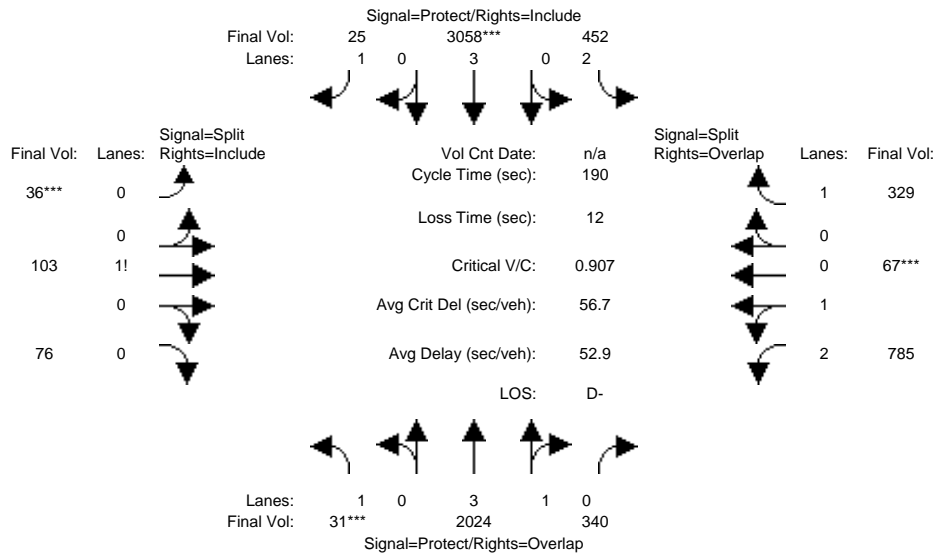 Signal=Protect/Rights=Include
Final Vol: 25 3058*** 452
Lanes: 1 0 3 0 2
Signal=Split Signal=Split
Final Vol: Lanes: Rights=Include Vol Cnt Date: n/a Rights=Overlap Lanes: Final Vol:
Cycle Time (sec): 190
36*** 0 1 329
Loss Time (sec): 12
0 0
103 1! Critical V/C: 0.907 0 67***
0 Avg Crit Del (sec/veh): 56.7 1
76 0 Avg Delay (sec/veh): 52.9 2 785
LOS: D-
Lanes: 1 0 3 1 0
Final Vol: 31*** 2024 340
Signal=Protect/Rights=Overlap